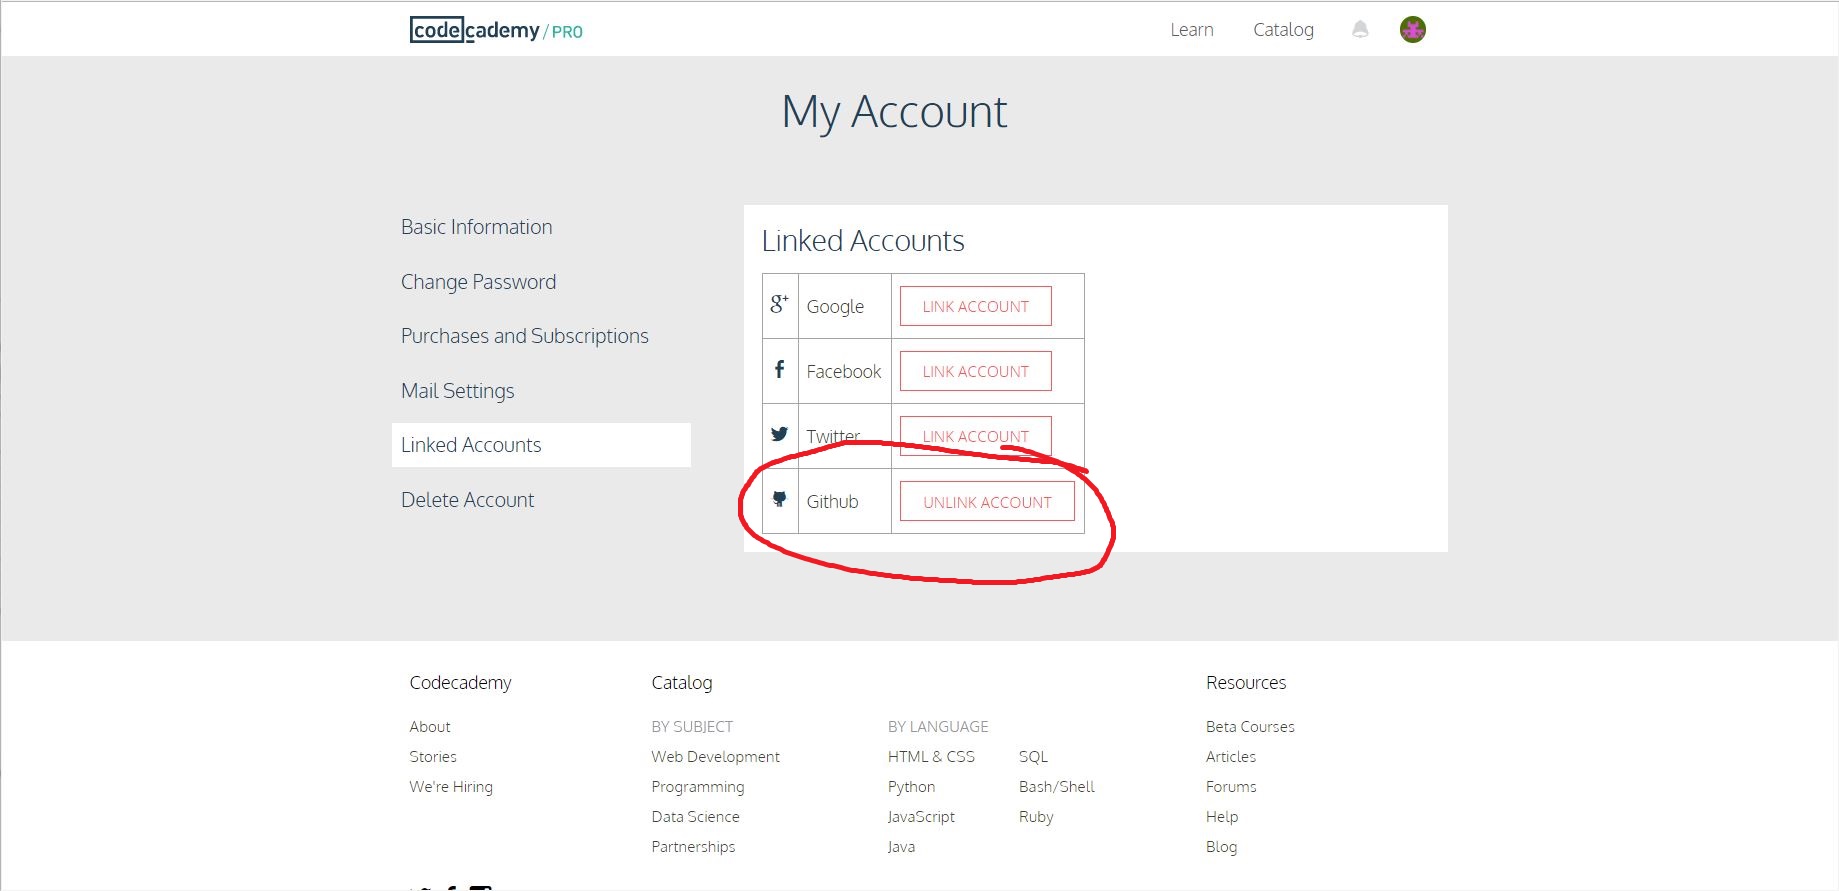 codecademy/PRO
Learn Catalog
My Account
Basic Information
Change Password
Purchases and Subscriptions
Mail Settings
Linked Accounts
Delete Account
Linked Accounts
g+ Google LINK ACCOUNT
f Facebook LINK ACCOUNT
Twitter LINK ACCOUNT
Github UNLINK ACCOUNT
Codecademy
About
Stories
We're Hiring
Catalog
BY SUBJECT
Web Development
Programming
Data Science
Partnerships
BY LANGUAGE
HTML & CSS
Python
JavaScript
Java
SQL
Bash/Shell
Ruby
Resources
Beta Courses
Articles
Forums
Help
Blog